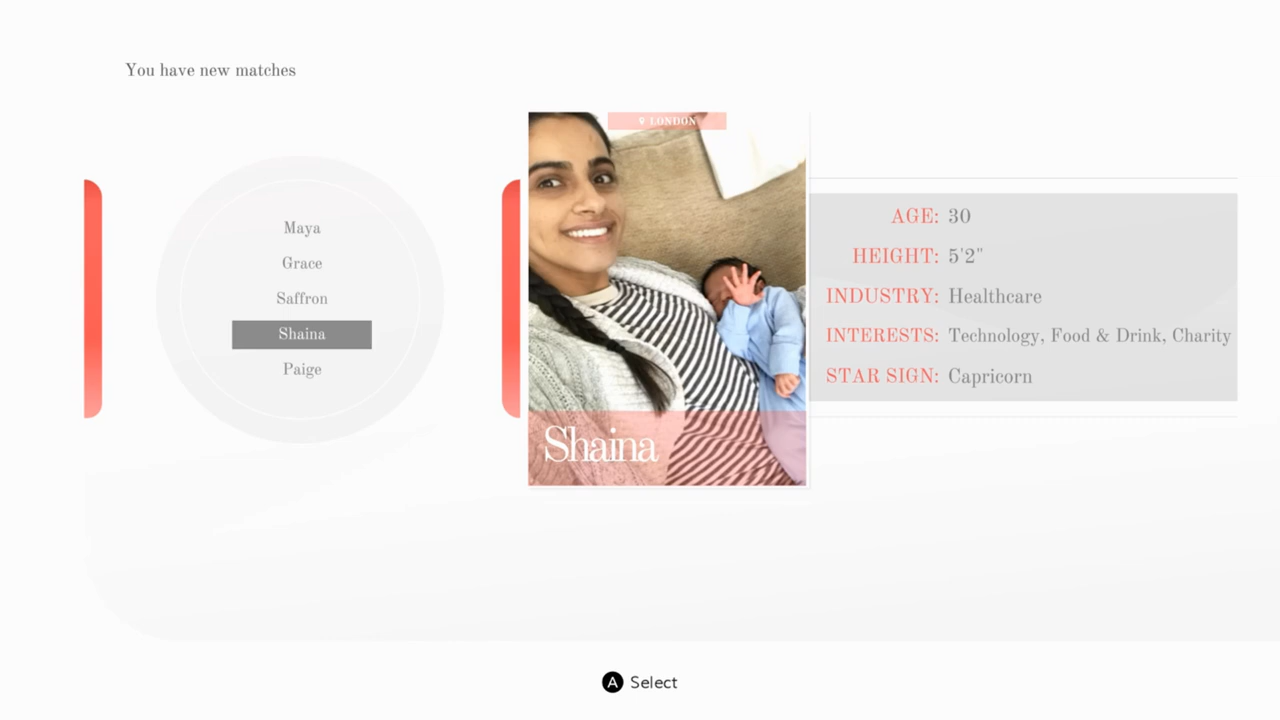 You have new matches
Maya
Grace
Saffron
Shaina
Paige
LONDON
Shaina
AGE: 30
HEIGHT: 5'2"
INDUSTRY: Healthcare
INTERESTS: Technology, Food & Drink, Charity
STAR SIGN: Capricorn
A Select